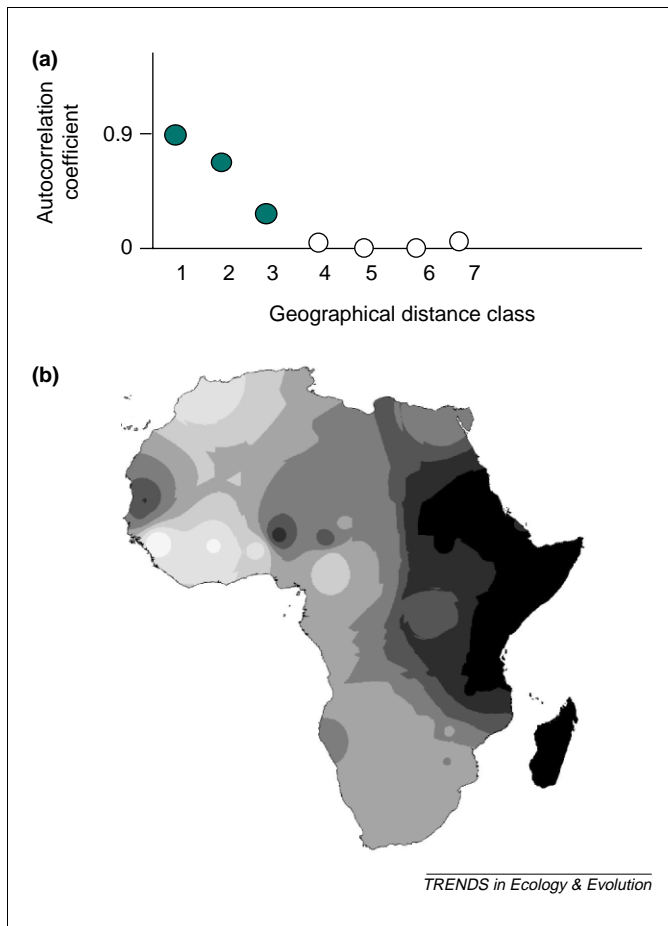 (a)
Autocorrelation
coefficient
0.9
0
1 2 3 4 5 6 7
Geographical distance class
(b)
TRENDS in Ecology & Evolution